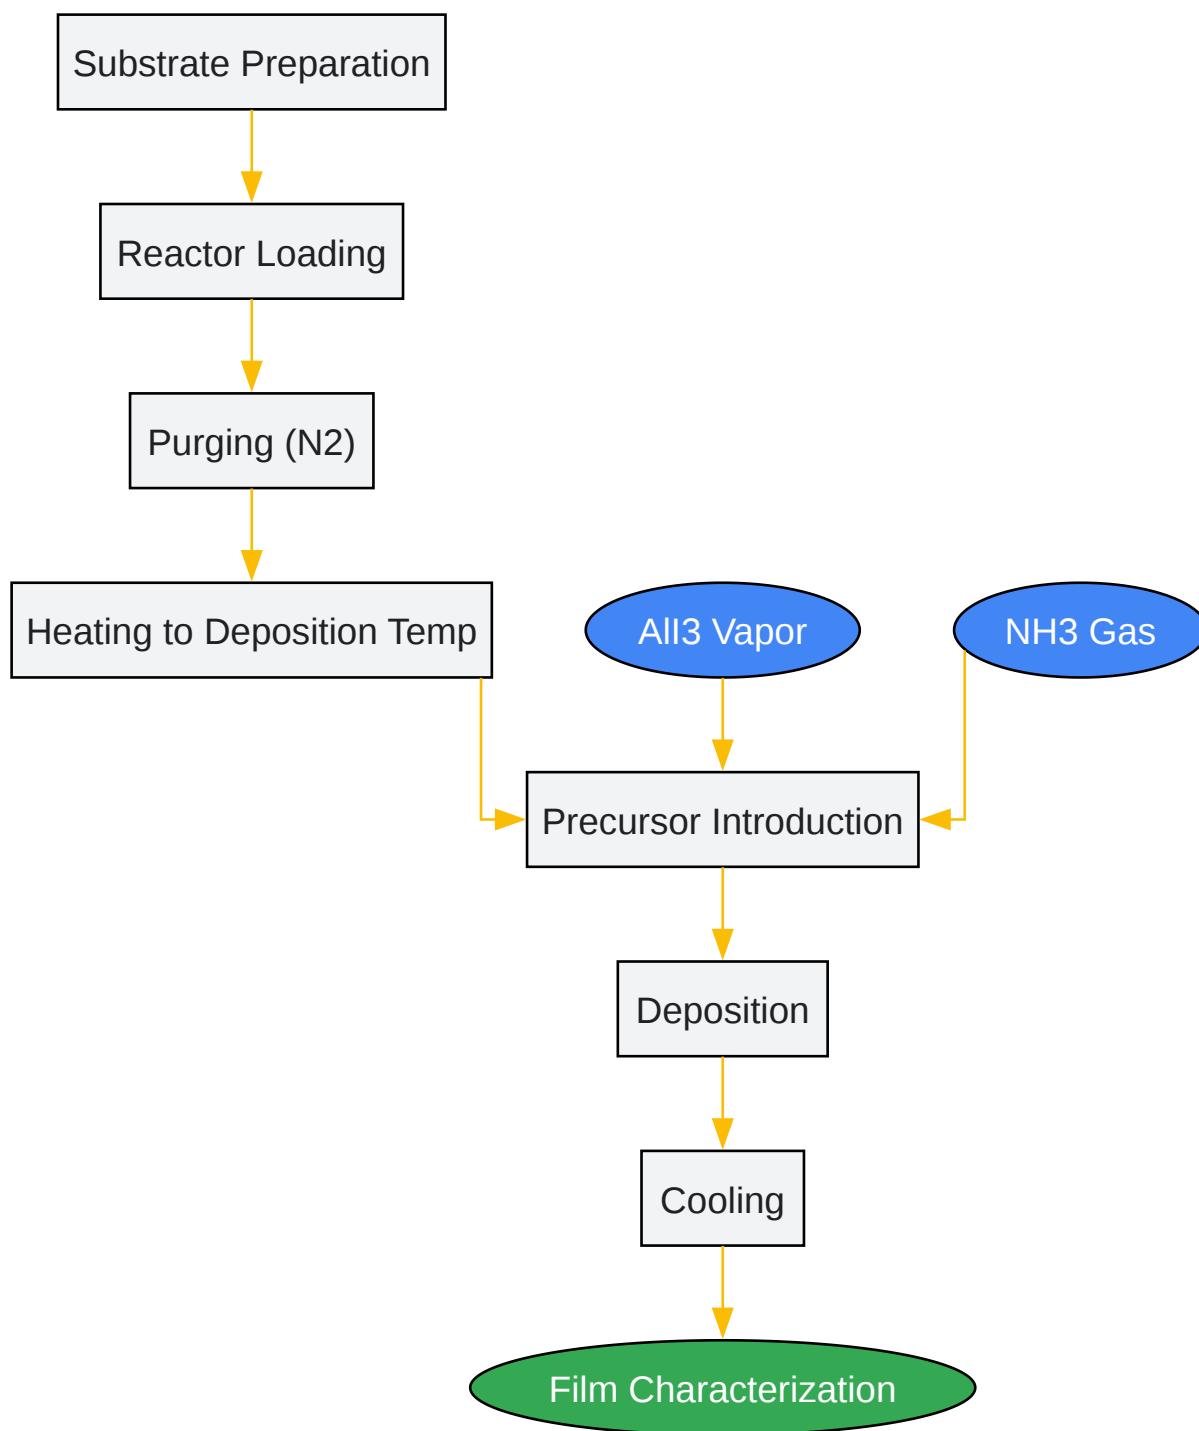 Substrate Preparation
Reactor Loading
Purging (N2)
Heating to Deposition Temp
AlI3 Vapor
NH3 Gas
Precursor Introduction
Deposition
Cooling
Film Characterization